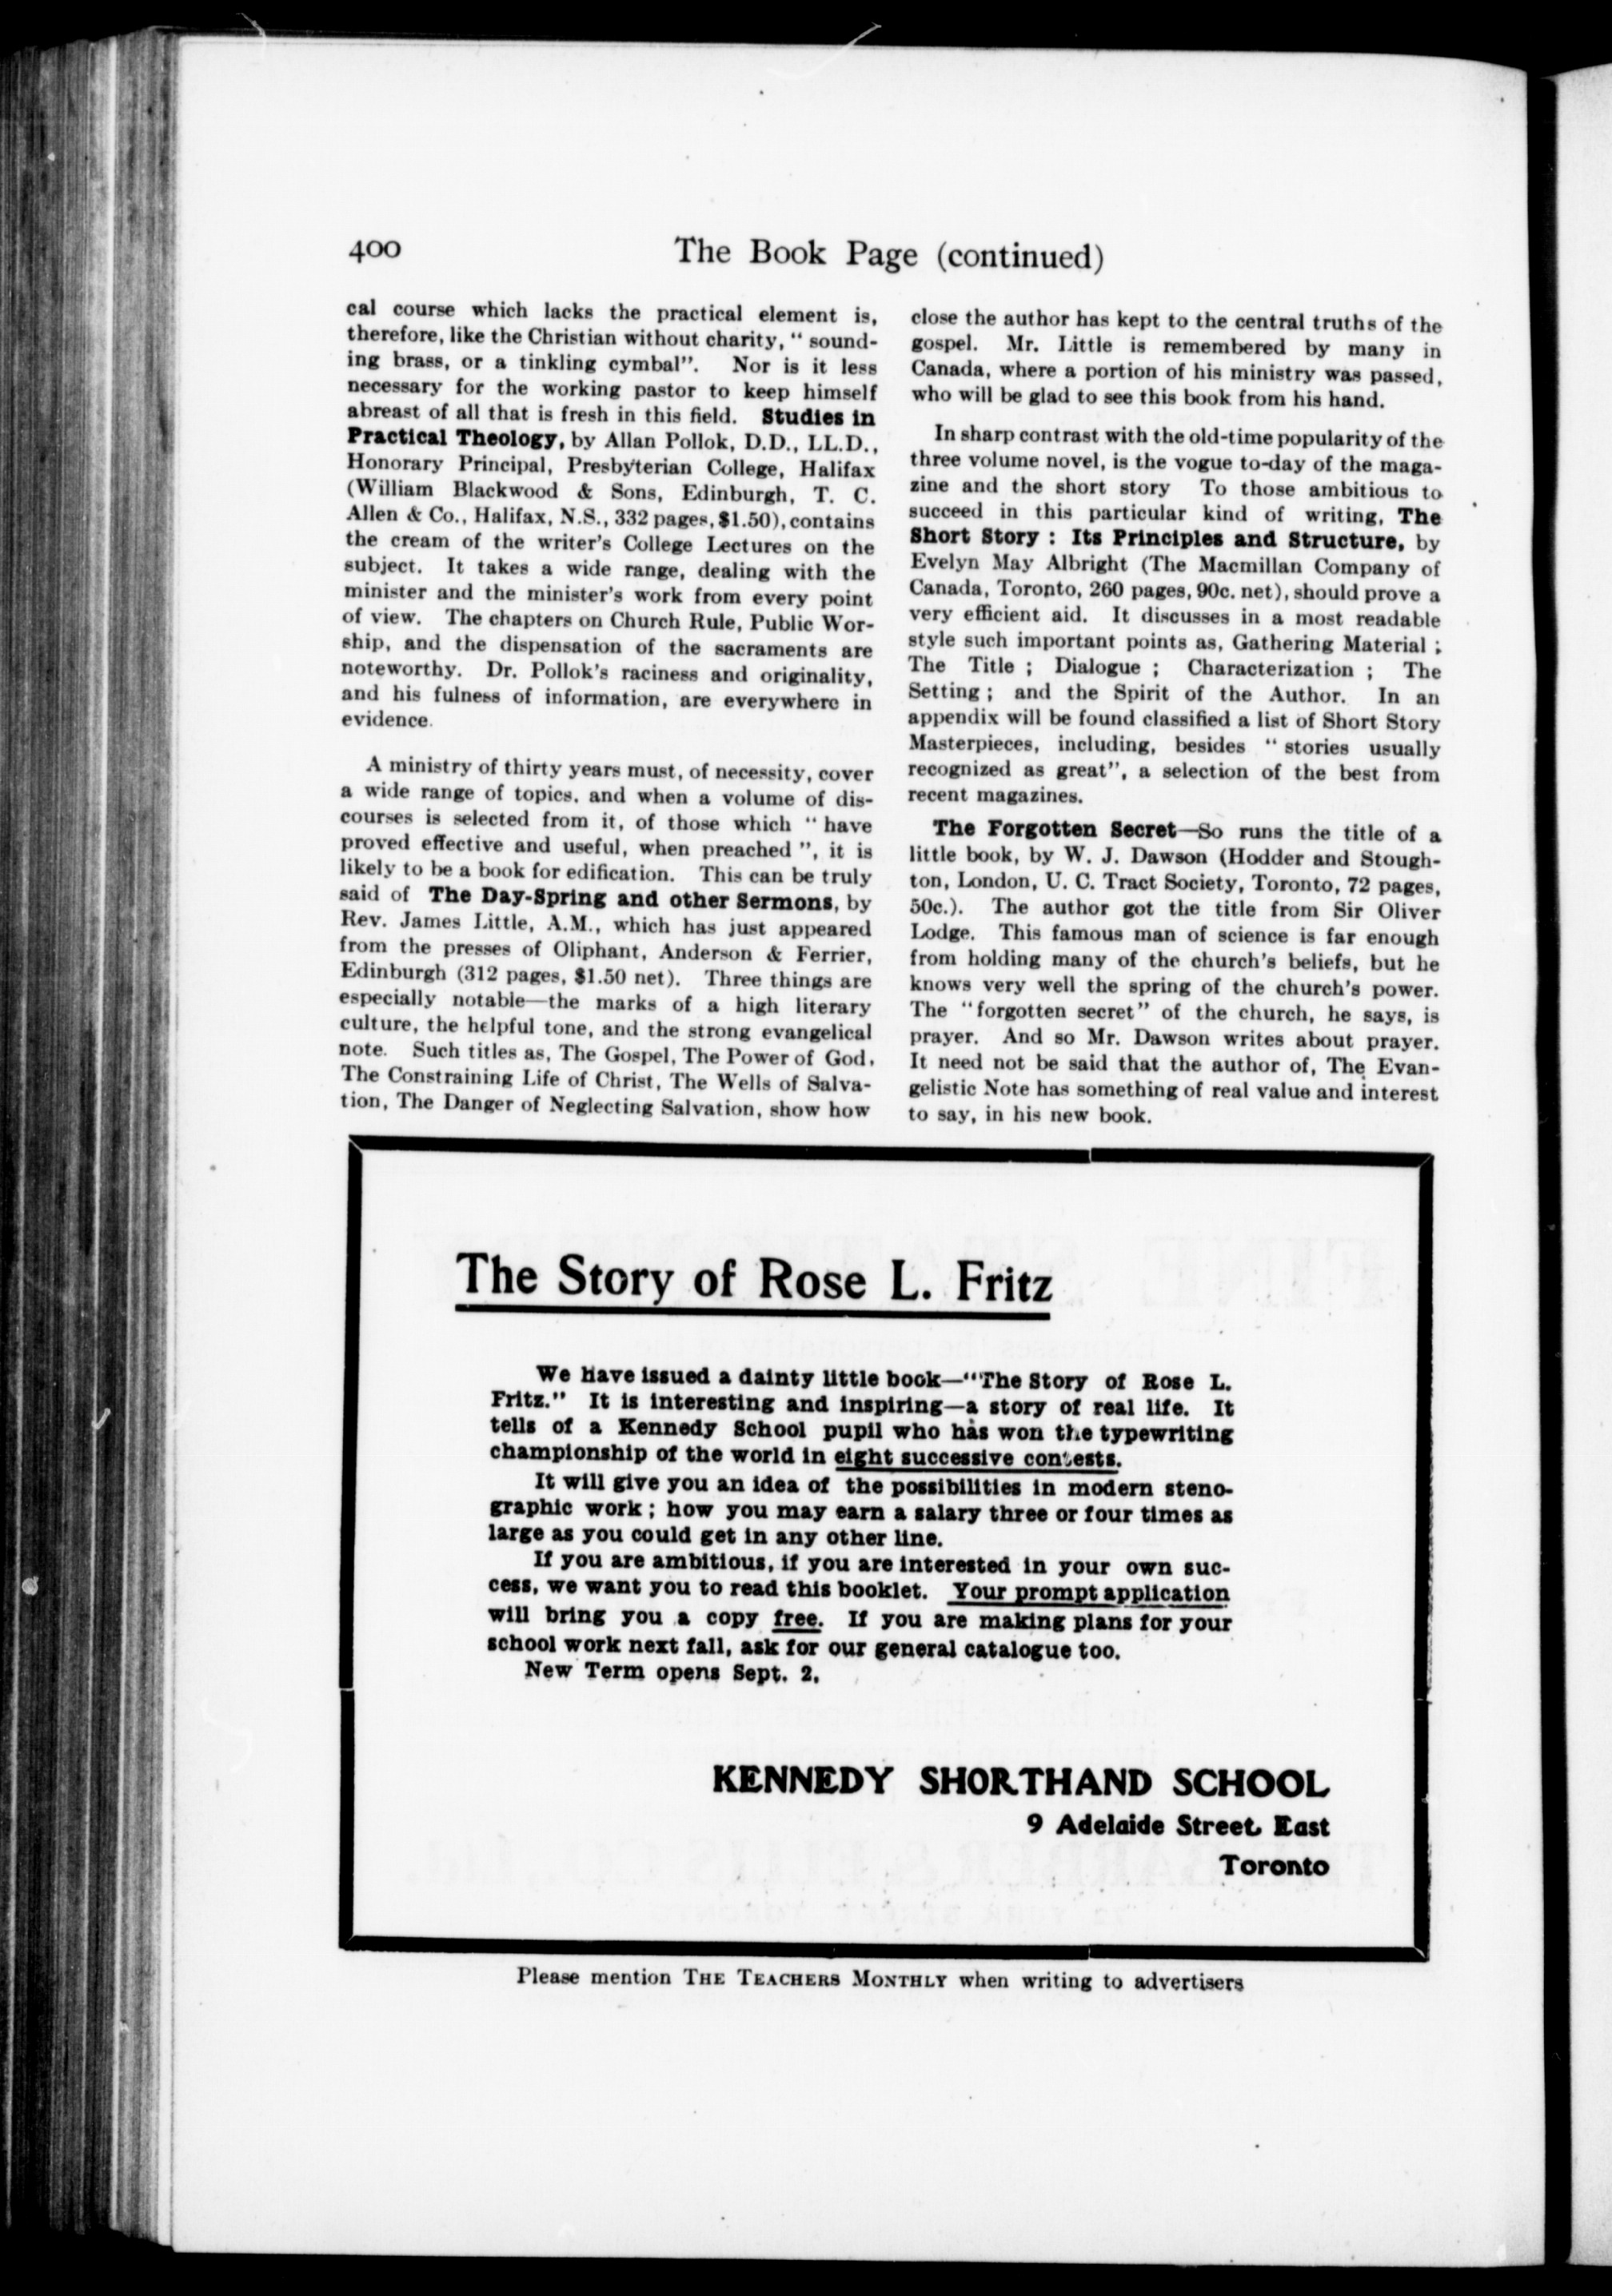 400
The Book Page (continued)
cal course which lacks the practical element is,
therefore, like the Christian without charity, " sound-
ing brass, or a tinkling cymbal". Nor is it less
necessary for the working pastor to keep himself
abreast of all that is fresh in this field. Studies in
Practical Theology, by Allan Pollok, D.D., LL.D.,
Honorary Principal, Presbyterian College, Halifax
(William Blackwood & Sons, Edinburgh, T. C.
Allen & Co., Halifax, N.S., 332 pages, $1.50), contains
the cream of the writer's College Lectures on the
subject. It takes a wide range, dealing with the
minister and the minister's work from every point
of view. The chapters on Church Rule, Public Wor-
ship, and the dispensation of the sacraments are
noteworthy. Dr. Pollok's raciness and originality,
and his fulness of information, are everywhere in
evidence.
A ministry of thirty years must, of necessity, cover
a wide range of topics, and when a volume of dis-
courses is selected from it, of those which " have
proved effective and useful, when preached ", it is
likely to be a book for edification. This can be truly
said of The Day-Spring and other Sermons, by
Rev. James Little, A.M., which has just appeared
from the presses of Oliphant, Anderson & Ferrier,
Edinburgh (312 pages, $1.50 net). Three things are
especially notable—the marks of a high literary
culture, the helpful tone, and the strong evangelical
note. Such titles as, The Gospel, The Power of God,
The Constraining Life of Christ, The Wells of Salva-
tion, The Danger of Neglecting Salvation, show how
close the author has kept to the central truths of the
gospel. Mr. Little is remembered by many in
Canada, where a portion of his ministry was passed,
who will be glad to see this book from his hand.
In sharp contrast with the old-time popularity of the
three volume novel, is the vogue to-day of the maga-
zine and the short story To those ambitious to
succeed in this particular kind of writing, The
Short Story : Its Principles and Structure, by
Evelyn May Albright (The Macmillan Company of
Canada, Toronto, 260 pages, 90c. net), should prove a
very efficient aid. It discusses in a most readable
style such important points as, Gathering Material ;
The Title ; Dialogue ; Characterization ; The
Setting ; and the Spirit of the Author. In an
appendix will be found classified a list of Short Story
Masterpieces, including, besides " stories usually
recognized as great", a selection of the best from
recent magazines.
The Forgotten Secret—So runs the title of a
little book, by W. J. Dawson (Hodder and Stough-
ton, London, U. C. Tract Society, Toronto, 72 pages,
50c.). The author got the title from Sir Oliver
Lodge. This famous man of science is far enough
from holding many of the church's beliefs, but he
knows very well the spring of the church's power.
The "forgotten secret" of the church, he says, is
prayer. And so Mr. Dawson writes about prayer.
It need not be said that the author of, The Evan-
gelistic Note has something of real value and interest
to say, in his new book.
The Story of Rose L. Fritz
We have issued a dainty little book—"The Story of Rose L.
Fritz." It is interesting and inspiring—a story of real life. It
tells of a Kennedy School pupil who has won the typewriting
championship of the world in eight successive contests.
It will give you an idea of the possibilities in modern steno-
graphic work ; how you may earn a salary three or four times as
large as you could get in any other line.
If you are ambitious, if you are interested in your own suc-
cess, we want you to read this booklet. Your prompt application
will bring you a copy free. If you are making plans for your
school work next fall, ask for our general catalogue too.
New Term opens Sept. 2.
KENNEDY SHORTHAND SCHOOL
9 Adelaide Street, East
Toronto
Please mention THE TEACHERS MONTHLY when writing to advertisers